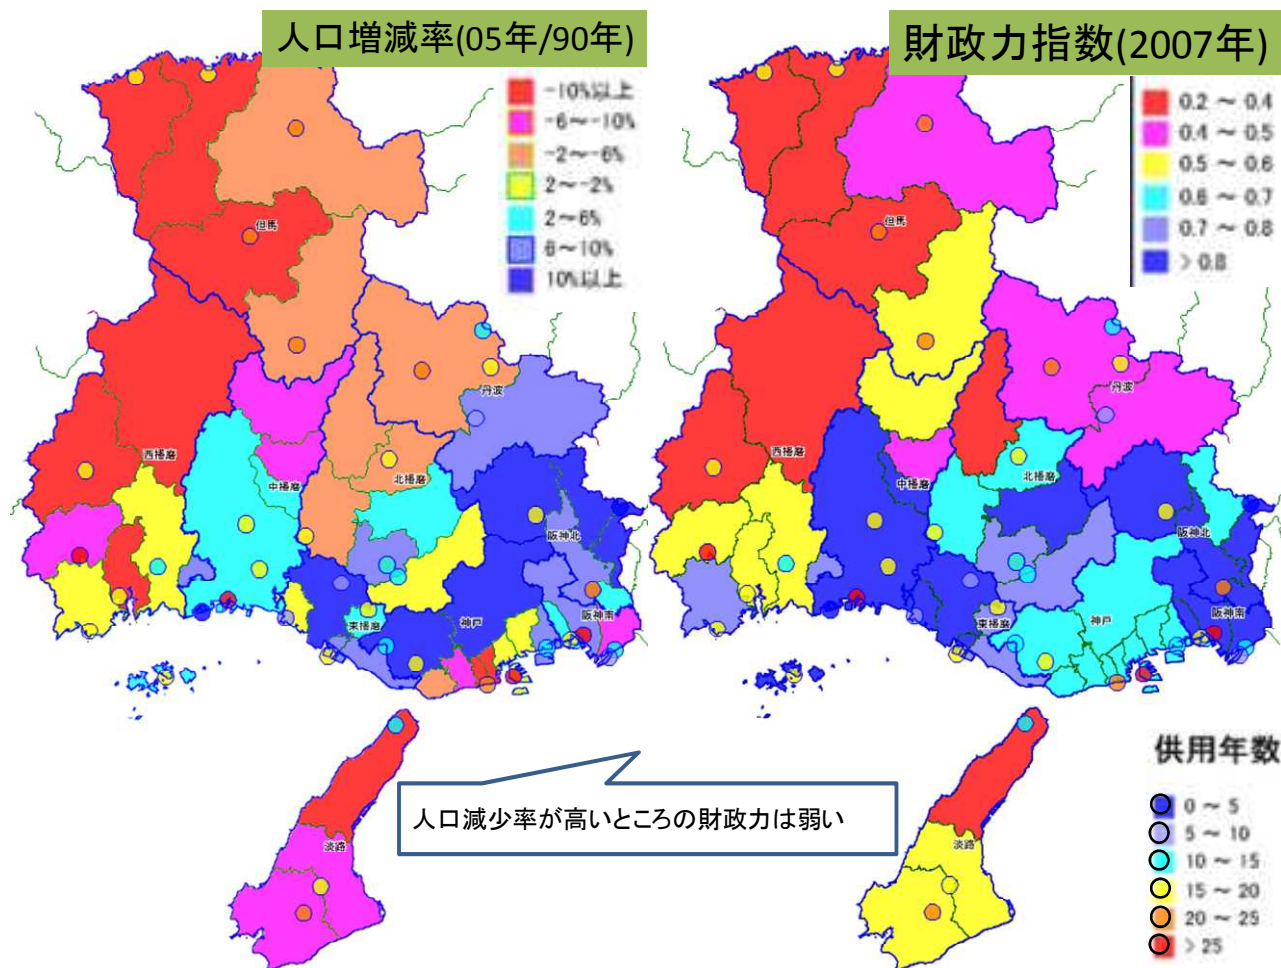 人口増減率(05年/90年)
-10%以上
-6～-10%
-2～-6%
2～-2%
2～6%
6～10%
10%以上
但馬
丹波
西播磨
中播磨
北播磨
阪神北
東播磨
神戸
阪神南
淡路
財政力指数(2007年)
0.2 ～ 0.4
0.4 ～ 0.5
0.5 ～ 0.6
0.6 ～ 0.7
0.7 ～ 0.8
> 0.8
但馬
丹波
西播磨
中播磨
北播磨
阪神北
東播磨
神戸
阪神南
淡路
人口減少率が高いところの財政力は弱い
供用年数
0 ～ 5
5 ～ 10
10 ～ 15
15 ～ 20
20 ～ 25
> 25